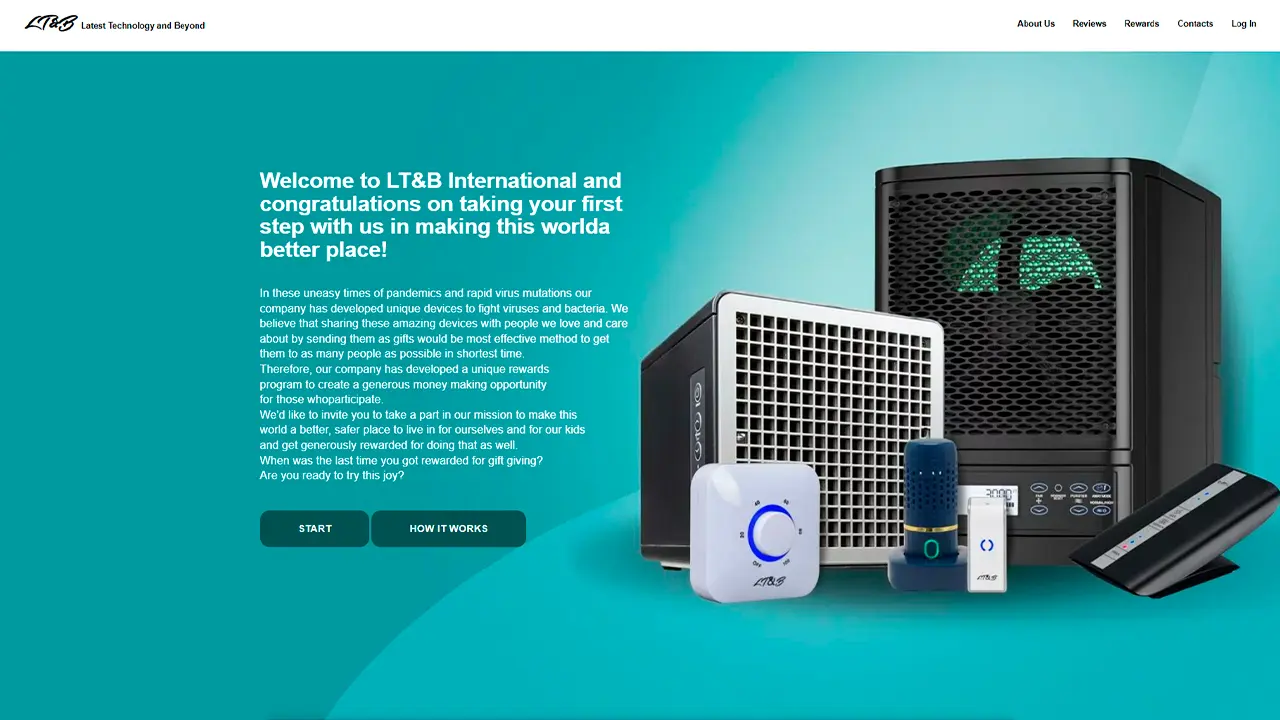 LT&B Latest Technology and Beyond
About Us Reviews Rewards Contacts Log In
Welcome to LT&B International and
congratulations on taking your first
step with us in making this worlda
better place!
In these uneasy times of pandemics and rapid virus mutations our
company has developed unique devices to fight viruses and bacteria. We
believe that sharing these amazing devices with people we love and care
about by sending them as gifts would be most effective method to get
them to as many people as possible in shortest time.
Therefore, our company has developed a unique rewards
program to create a generous money making opportunity
for those whoparticipate.
We'd like to invite you to take a part in our mission to make this
world a better, safer place to live in for ourselves and for our kids
and get generously rewarded for doing that as well.
When was the last time you got rewarded for gift giving?
Are you ready to try this joy?
START
HOW IT WORKS
20
40
60
80
100
OFF
LT&B
LT&B